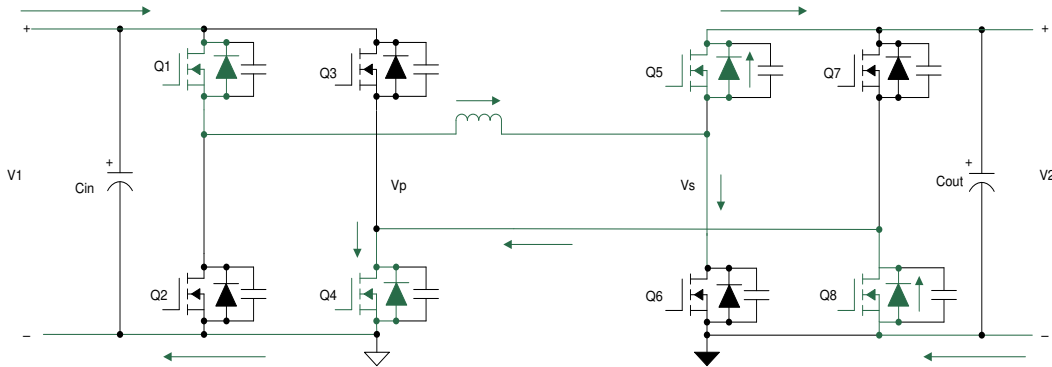 +
+
Q1
Q3
Q5
Q7
+
+
V1
Cin
Vp
Vs
Cout
V2
Q2
Q4
Q6
Q8
–
–